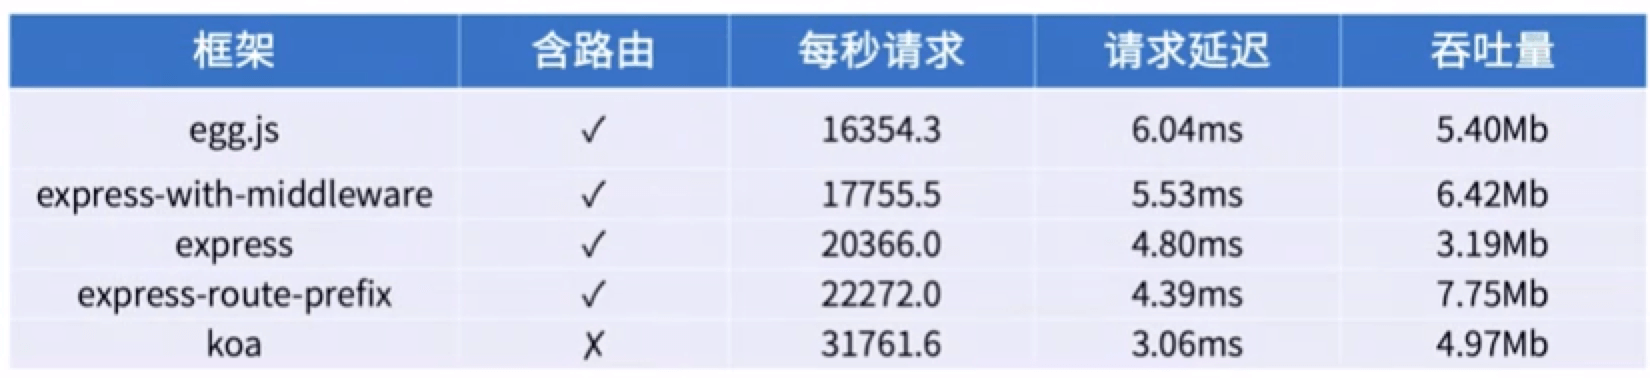 框架 含路由 每秒请求 请求延迟 吞吐量
egg.js ✓ 16354.3 6.04ms 5.40Mb
express-with-middleware ✓ 17755.5 5.53ms 6.42Mb
express ✓ 20366.0 4.80ms 3.19Mb
express-route-prefix ✓ 22272.0 4.39ms 7.75Mb
koa ✗ 31761.6 3.06ms 4.97Mb